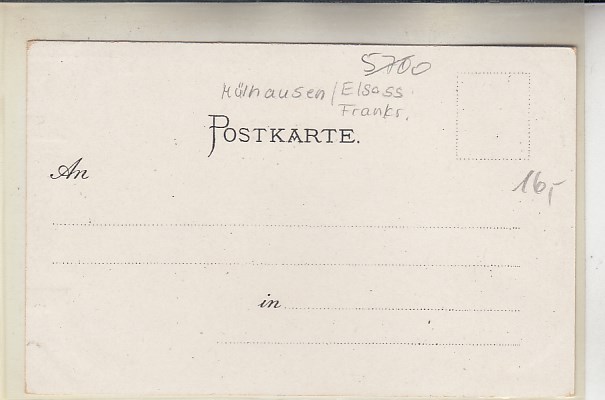 5700
Mülhausen / Elsass
Frankr.
POSTKARTE.
An
16,-
in